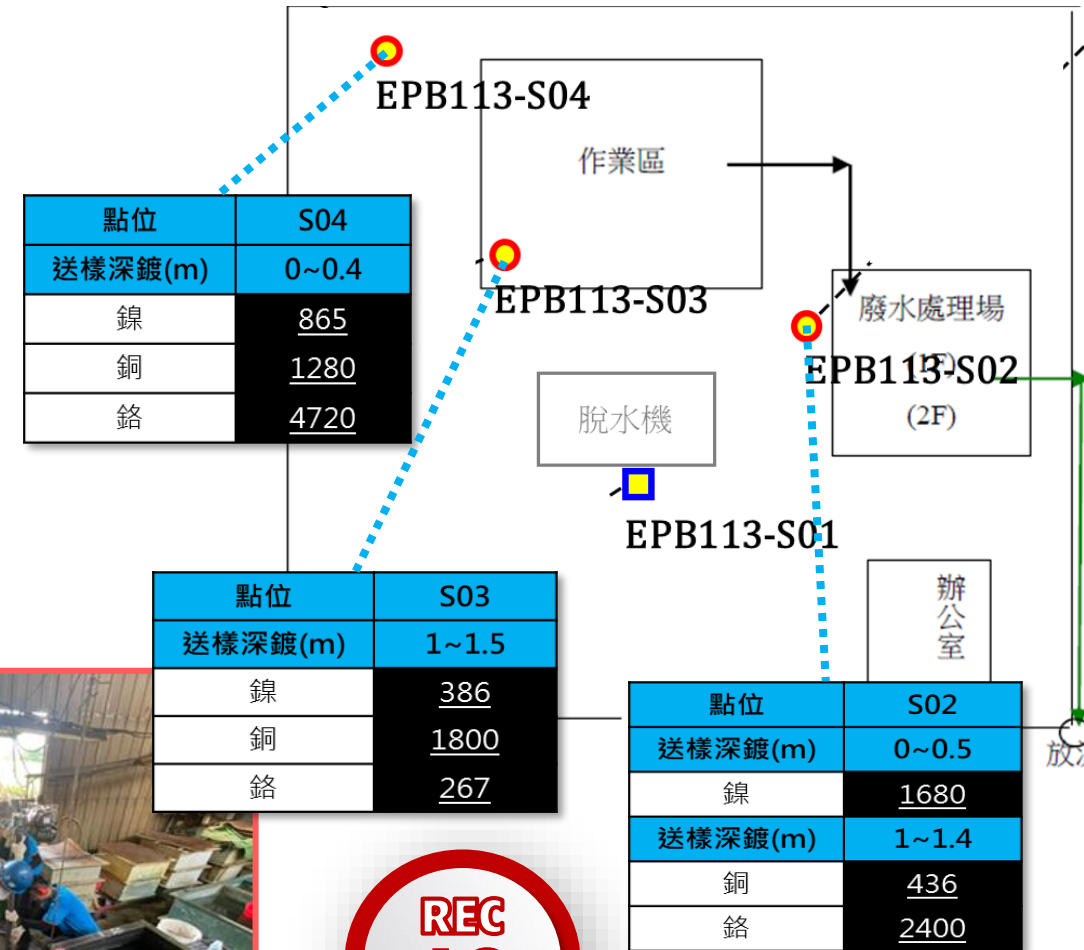 EPB113-S04
作業區
點位 S04
送樣深鍍(m) 0~0.4
鎳 865
銅 1280
鉻 4720
EPB113-S03
廢水處理場
(1F)
EPB113-S02
(2F)
脫水機
EPB113-S01
辦公室
點位 S03
送樣深鍍(m) 1~1.5
鎳 386
銅 1800
鉻 267
點位 S02
送樣深鍍(m) 0~0.5
鎳 1680
送樣深鍍(m) 1~1.4
銅 436
鉻 2400
放
REC